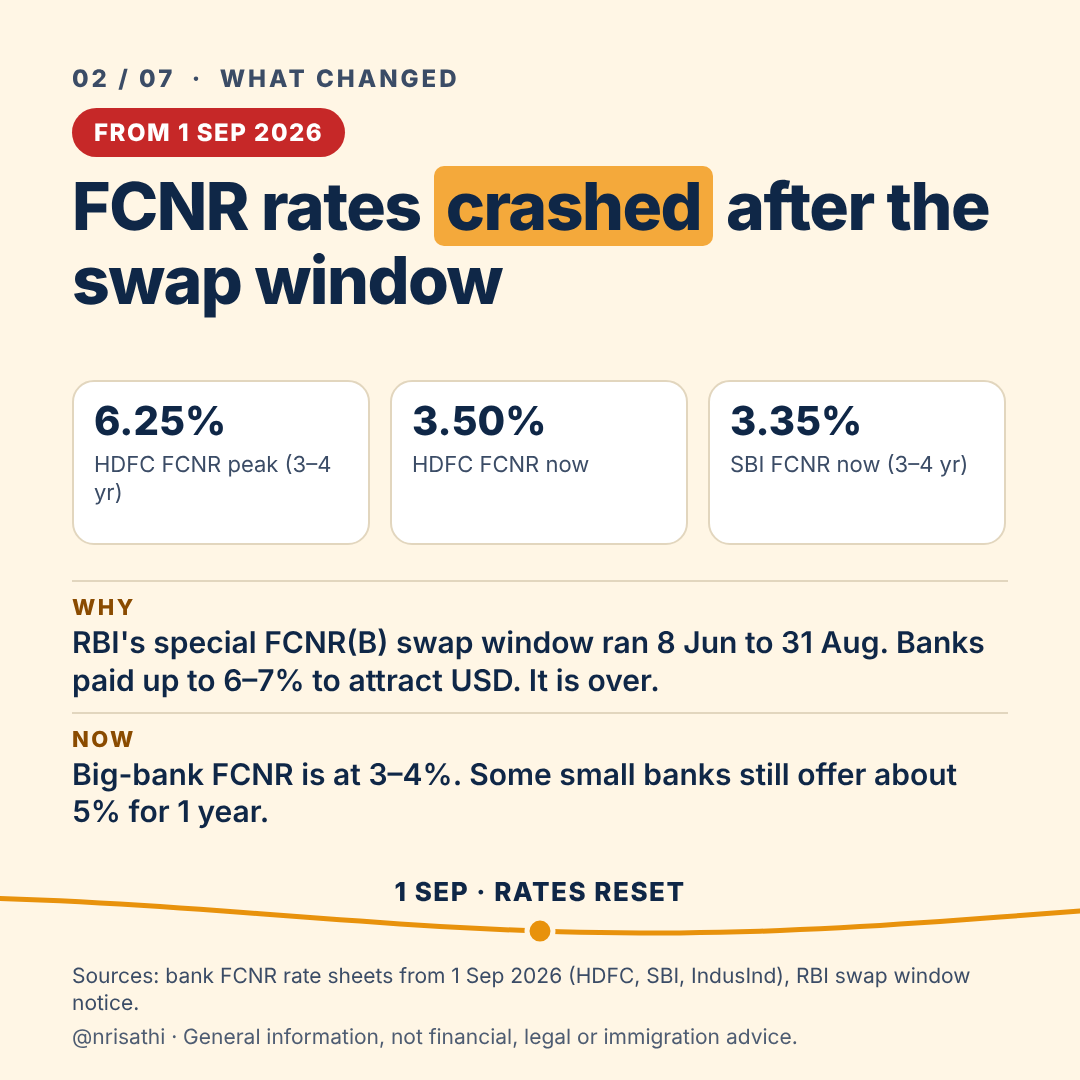 02 / 07 · WHAT CHANGED
FROM 1 SEP 2026
FCNR rates crashed after the
swap window
6.25%
HDFC FCNR peak (3–4
yr)
3.50%
HDFC FCNR now
3.35%
SBI FCNR now (3–4 yr)
WHY
RBI's special FCNR(B) swap window ran 8 Jun to 31 Aug. Banks
paid up to 6–7% to attract USD. It is over.
NOW
Big-bank FCNR is at 3–4%. Some small banks still offer about
5% for 1 year.
1 SEP · RATES RESET
Sources: bank FCNR rate sheets from 1 Sep 2026 (HDFC, SBI, IndusInd), RBI swap window
notice.
@nrisathi · General information, not financial, legal or immigration advice.